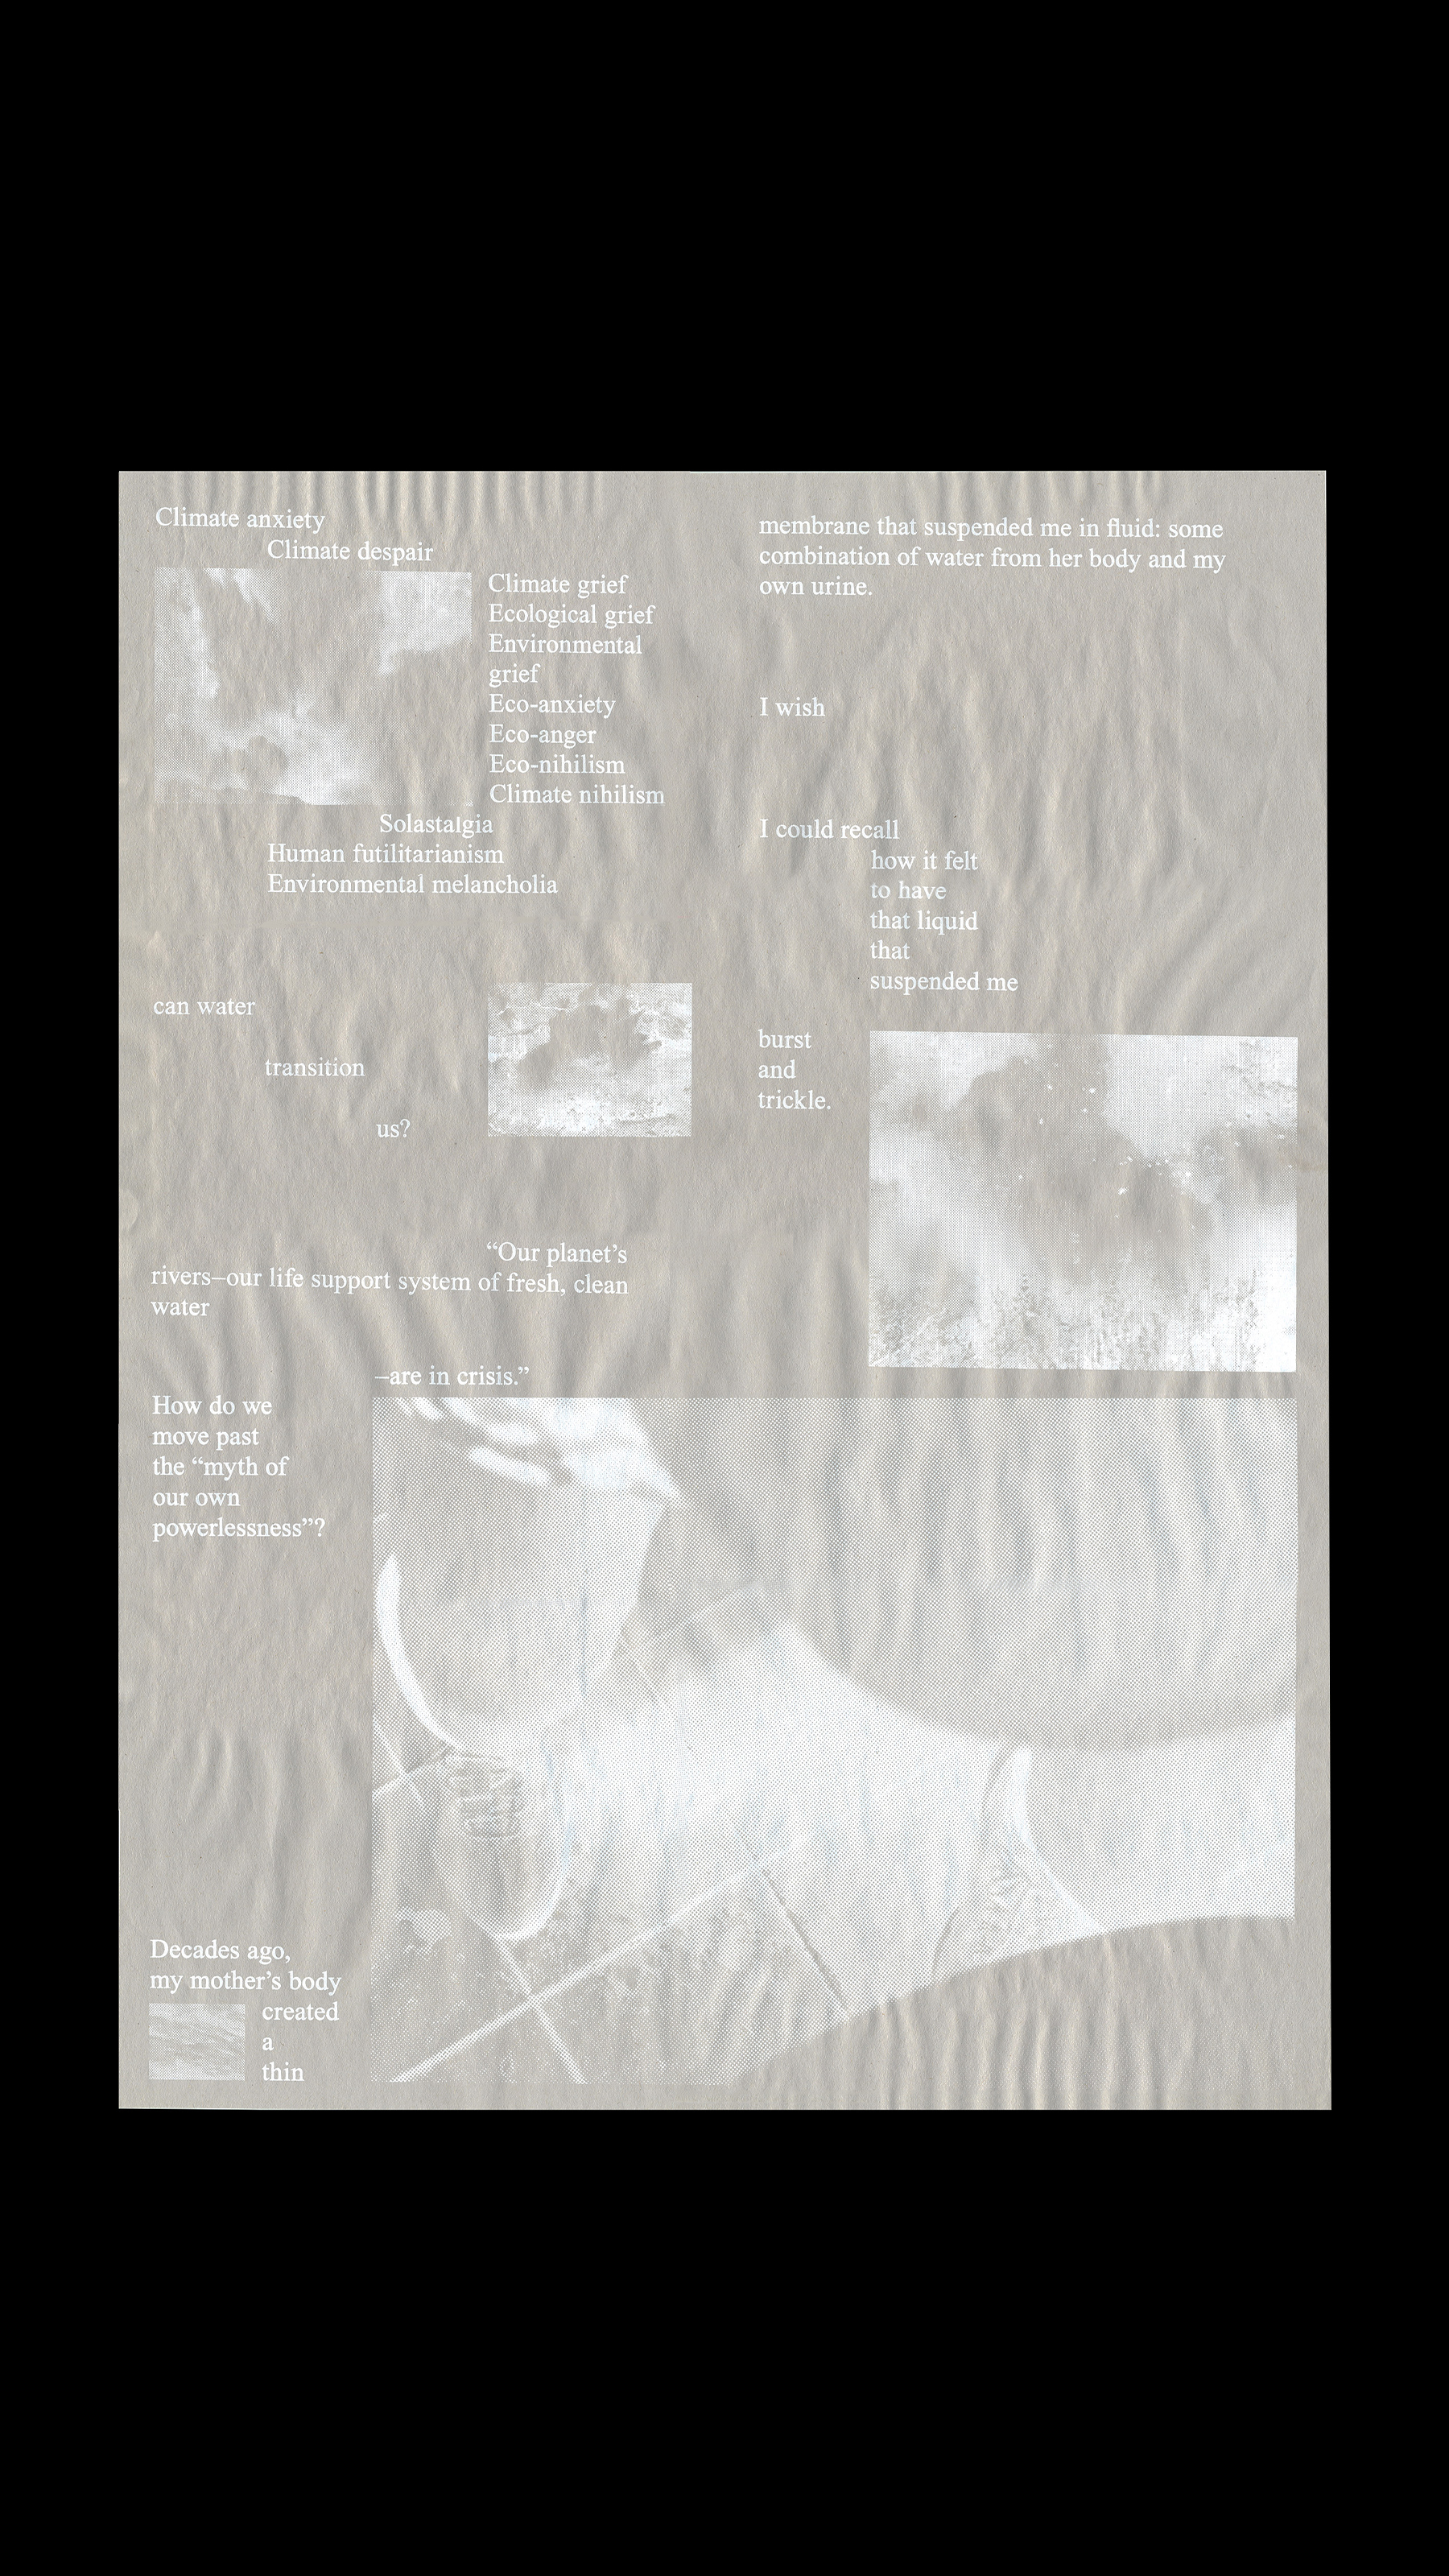 Climate anxiety
Climate despair
Climate grief
Ecological grief
Environmental
grief
Eco-anxiety
Eco-anger
Eco-nihilism
Climate nihilism
Solastalgia
Human futilitarianism
Environmental melancholia
can water
transition
us?
“Our planet’s
rivers–our life support system of fresh, clean
water
–are in crisis.”
How do we
move past
the “myth of
our own
powerlessness”?
Decades ago,
my mother’s body
created
a
thin
membrane that suspended me in fluid: some
combination of water from her body and my
own urine.
I wish
I could recall
how it felt
to have
that liquid
that
suspended me
burst
and
trickle.